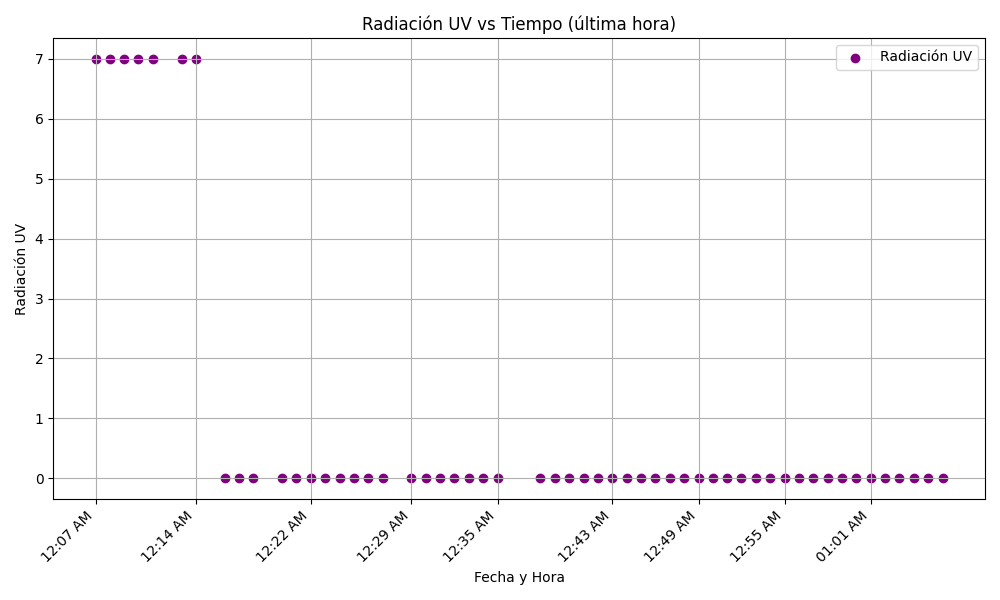 Radiación UV vs Tiempo (última hora)
Radiación UV
7
6
5
4
3
2
1
0
Radiación UV
12:07 AM
12:14 AM
12:22 AM
12:29 AM
12:35 AM
12:43 AM
12:49 AM
12:55 AM
01:01 AM
Fecha y Hora